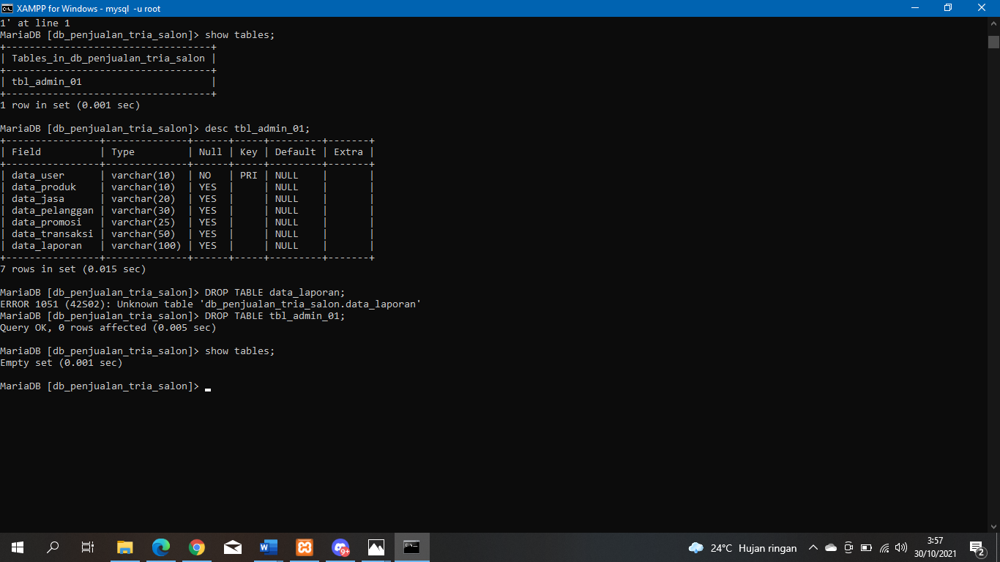 XAMPP for Windows - mysql  -u root
1' at line 1
MariaDB [db_penjualan_tria_salon]> show tables;
+-----------------------------------+
| Tables_in_db_penjualan_tria_salon |
+-----------------------------------+
| tbl_admin_01                      |
+-----------------------------------+
1 row in set (0.001 sec)

MariaDB [db_penjualan_tria_salon]> desc tbl_admin_01;
+----------------+--------------+------+-----+---------+-------+
| Field          | Type         | Null | Key | Default | Extra |
+----------------+--------------+------+-----+---------+-------+
| data_user      | varchar(10)  | NO   | PRI | NULL    |       |
| data_produk    | varchar(10)  | YES  |     | NULL    |       |
| data_jasa      | varchar(20)  | YES  |     | NULL    |       |
| data_pelanggan | varchar(30)  | YES  |     | NULL    |       |
| data_promosi   | varchar(25)  | YES  |     | NULL    |       |
| data_transaksi | varchar(50)  | YES  |     | NULL    |       |
| data_laporan   | varchar(100) | YES  |     | NULL    |       |
+----------------+--------------+------+-----+---------+-------+
7 rows in set (0.015 sec)

MariaDB [db_penjualan_tria_salon]> DROP TABLE data_laporan;
ERROR 1051 (42S02): Unknown table 'db_penjualan_tria_salon.data_laporan'
MariaDB [db_penjualan_tria_salon]> DROP TABLE tbl_admin_01;
Query OK, 0 rows affected (0.005 sec)

MariaDB [db_penjualan_tria_salon]> show tables;
Empty set (0.001 sec)

MariaDB [db_penjualan_tria_salon]> _
9+
24°C Hujan ringan
3:57
30/10/2021
2